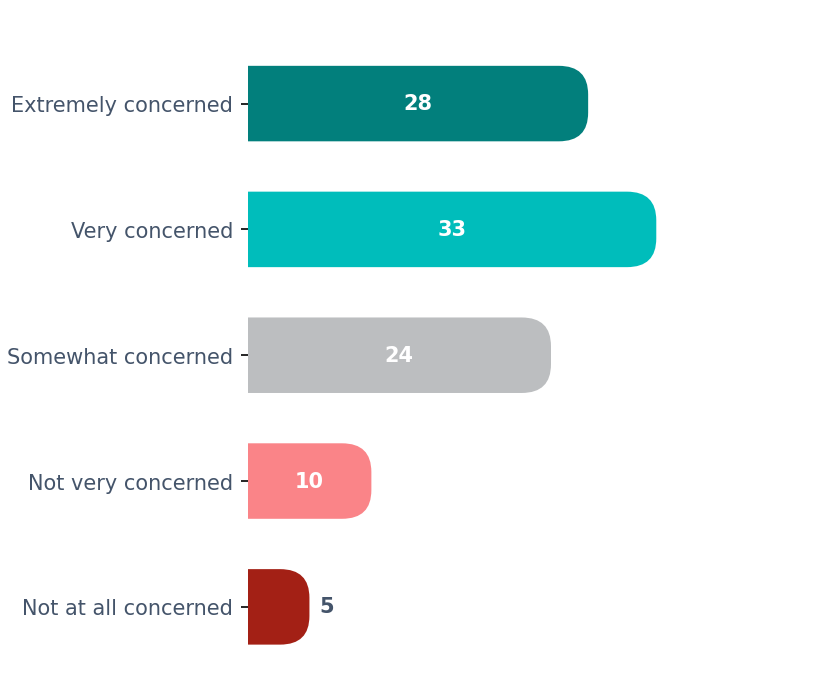 Extremely concerned 28
Very concerned 33
Somewhat concerned 24
Not very concerned 10
Not at all concerned 5